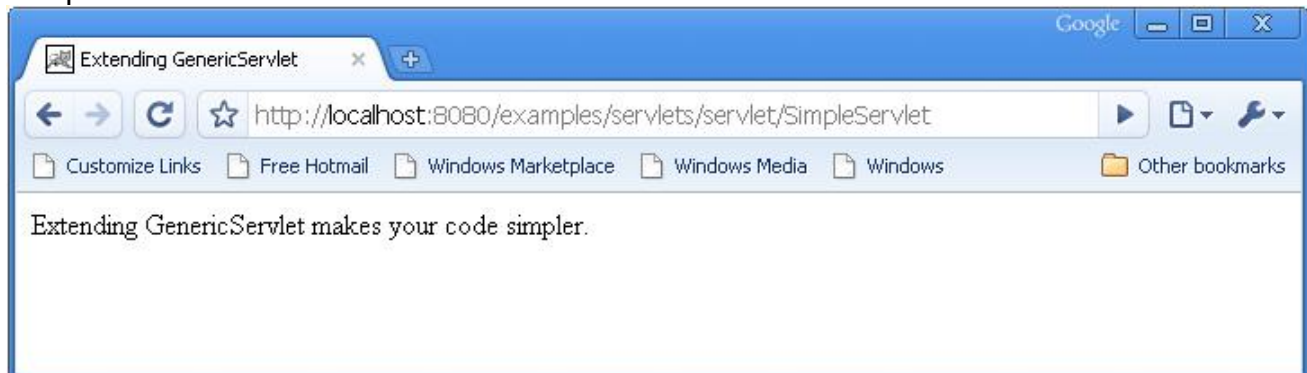 Google
Extending GenericServlet
http://localhost:8080/examples/servlets/servlet/SimpleServlet
Customize Links Free Hotmail Windows Marketplace Windows Media Windows Other bookmarks
Extending GenericServlet makes your code simpler.